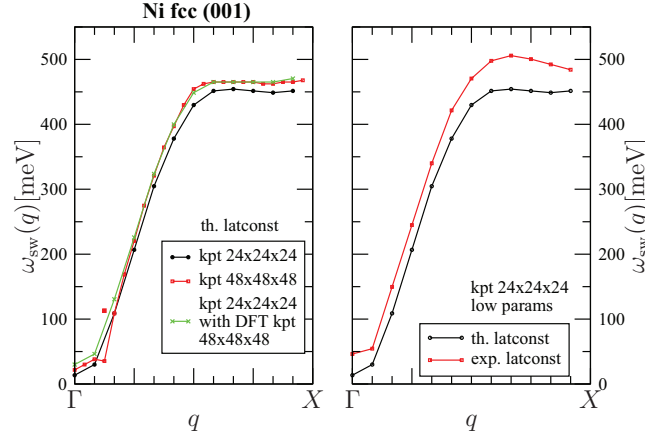 Ni fcc (001)
ω_sw(q)[meV]
500
400
300
200
100
0
th. latconst
kpt 24x24x24
kpt 48x48x48
kpt 24x24x24
with DFT kpt
48x48x48
Γ
q
X
500
400
300
200
100
0
ω_sw(q)[meV]
kpt 24x24x24
low params
th. latconst
exp. latconst
Γ
q
X